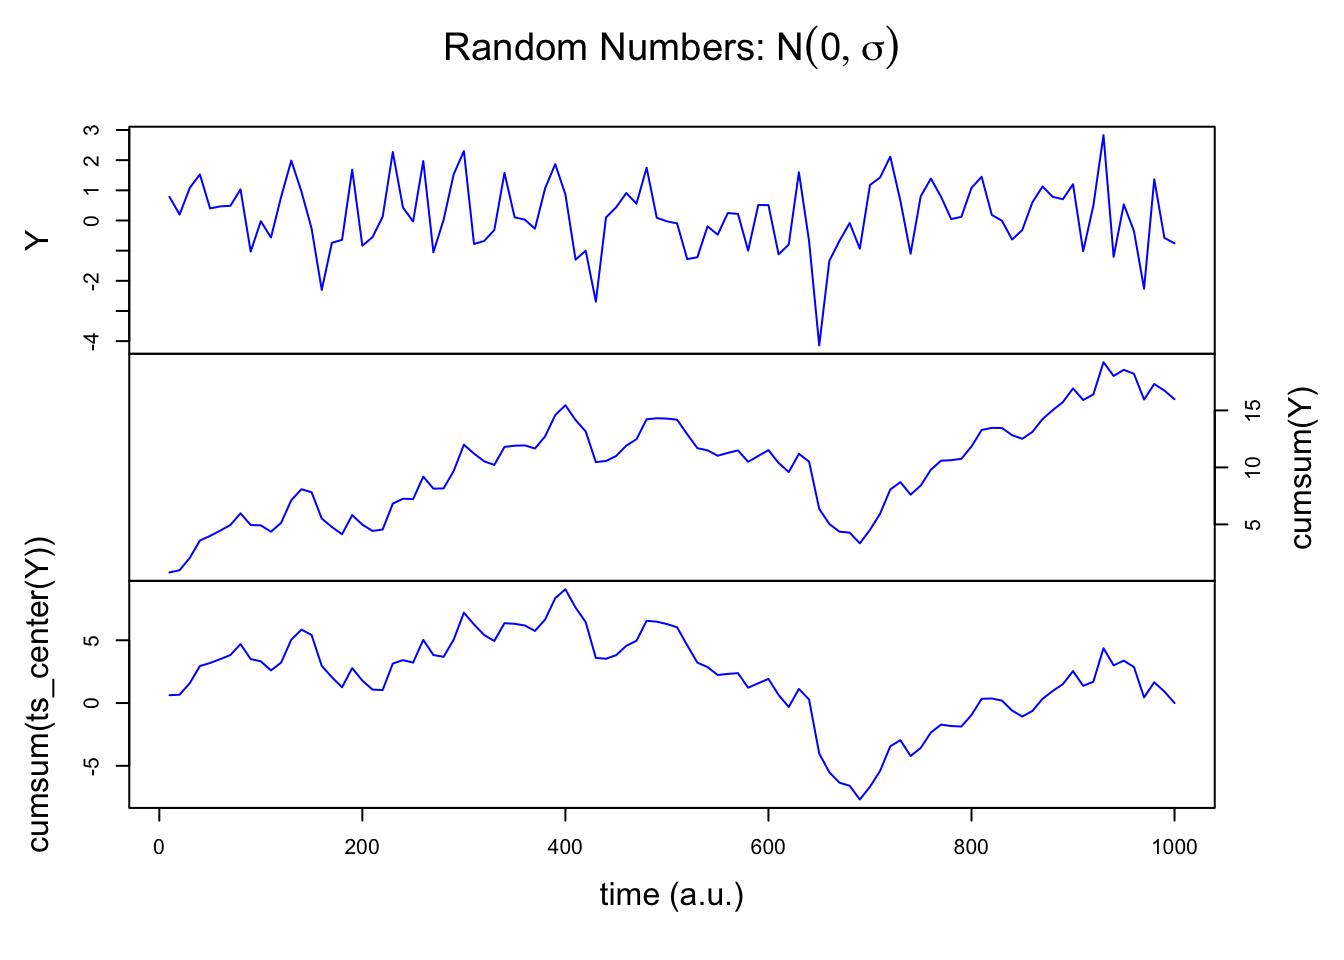 Random Numbers: N(0, σ)
Y
3
2
1
0
-2
-4
cumsum(Y)
15
10
5
cumsum(ts_center(Y))
5
0
-5
0 200 400 600 800 1000
time (a.u.)